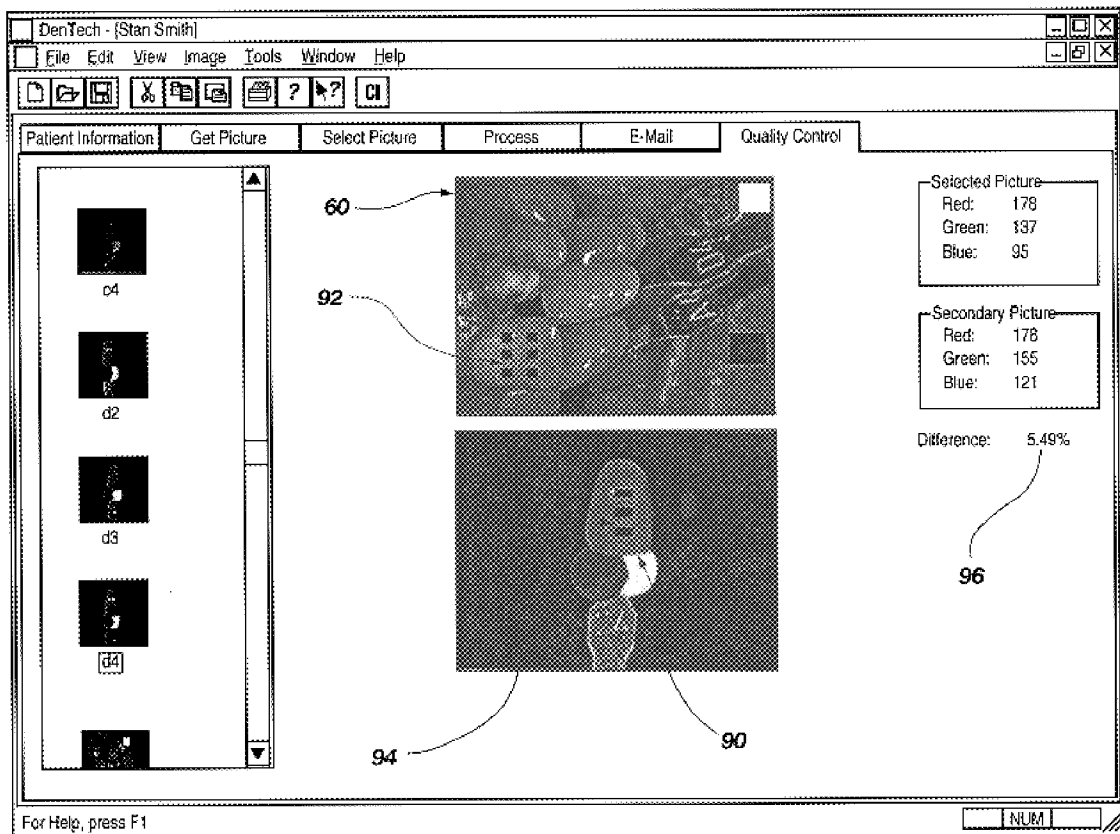 DenTech - [Stan Smith]
File Edit View Image Tools Window Help
? ? CII
Patient Information Get Picture Select Picture Process E-Mail Quality Control
c4
d2
d3
d4
60
92
94
90
Selected Picture
Red: 178
Green: 137
Blue: 95
Secondary Picture
Red: 178
Green: 155
Blue: 121
Difference: 5.49%
96
For Help, press F1
NUM